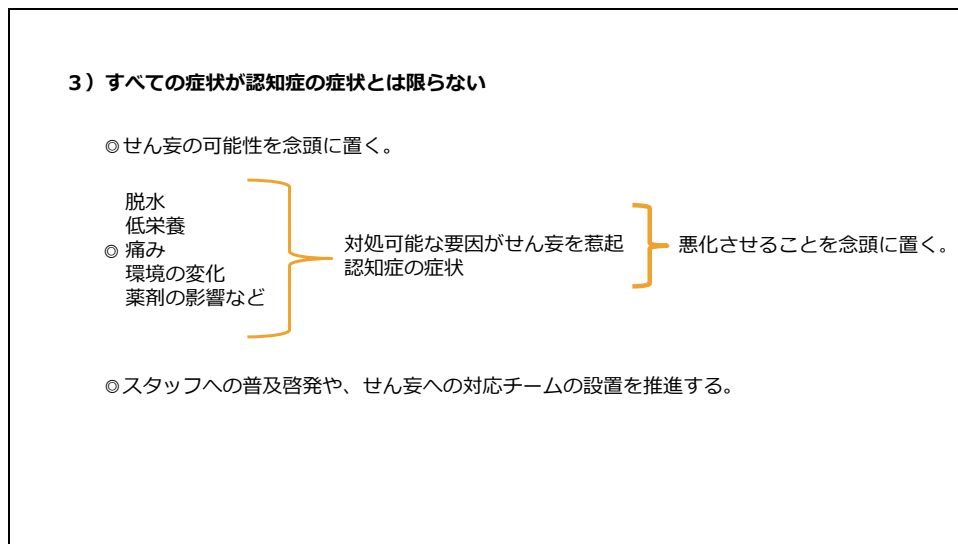 3）すべての症状が認知症の症状とは限らない
◎せん妄の可能性を念頭に置く。
脱水
低栄養
◎ 痛み
環境の変化
薬剤の影響など
対処可能な要因がせん妄を惹起
認知症の症状
悪化させることを念頭に置く。
◎スタッフへの普及啓発や、せん妄への対応チームの設置を推進する。